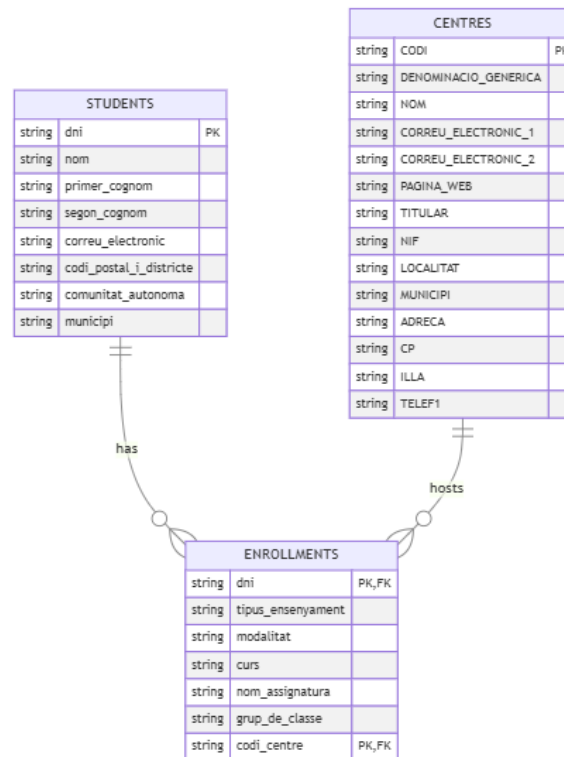 CENTRES
string CODI PK
string DENOMINACIO_GENERICA
string NOM
string CORREU_ELECTRONIC_1
string CORREU_ELECTRONIC_2
string PAGINA_WEB
string TITULAR
string NIF
string LOCALITAT
string MUNICIPI
string ADRECA
string CP
string ILLA
string TELEF1
STUDENTS
string dni PK
string nom
string primer_cognom
string segon_cognom
string correu_electronic
string codi_postal_i_districte
string comunitat_autonoma
string municipi
has
hosts
ENROLLMENTS
string dni PK,FK
string tipus_ensenyament
string modalitat
string curs
string nom_assignatura
string grup_de_classe
string codi_centre PK,FK